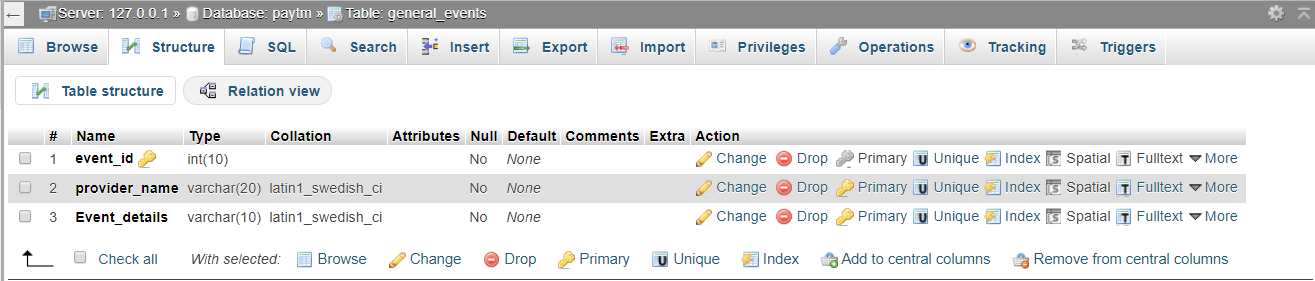 Server: 127.0.0.1 » Database: paytm » Table: general_events
Browse Structure SQL Search Insert Export Import Privileges Operations Tracking Triggers
Table structure Relation view
# Name Type Collation Attributes Null Default Comments Extra Action
1 event_id int(10) No None Change Drop Primary Unique Index Spatial Fulltext More
2 provider_name varchar(20) latin1_swedish_ci No None Change Drop Primary Unique Index Spatial Fulltext More
3 Event_details varchar(10) latin1_swedish_ci No None Change Drop Primary Unique Index Spatial Fulltext More
Check all With selected: Browse Change Drop Primary Unique Index Add to central columns Remove from central columns